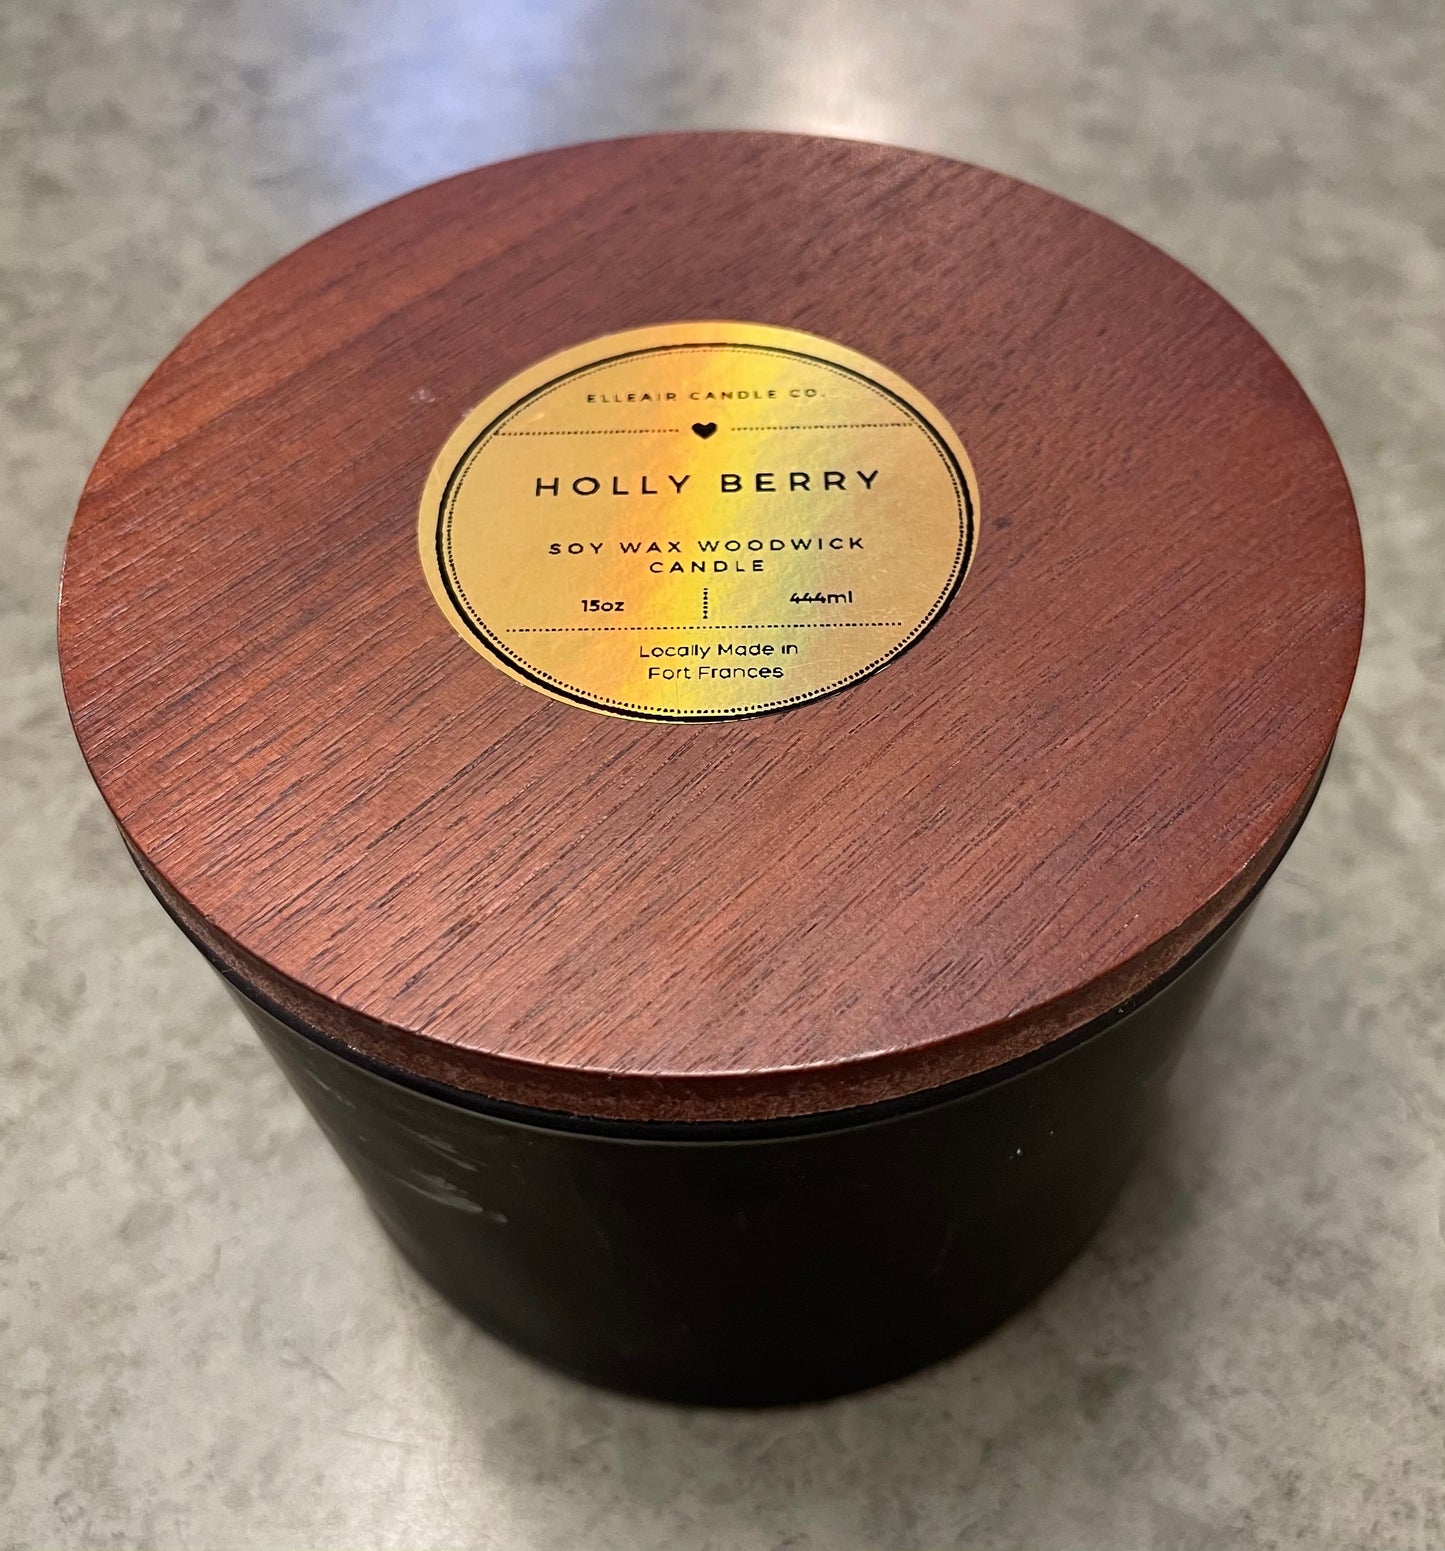 ELLEAIR CANDLE CO.
HOLLY BERRY
SOY WAX WOODWICK
CANDLE
15oz 444ml
Locally Made in
Fort Frances